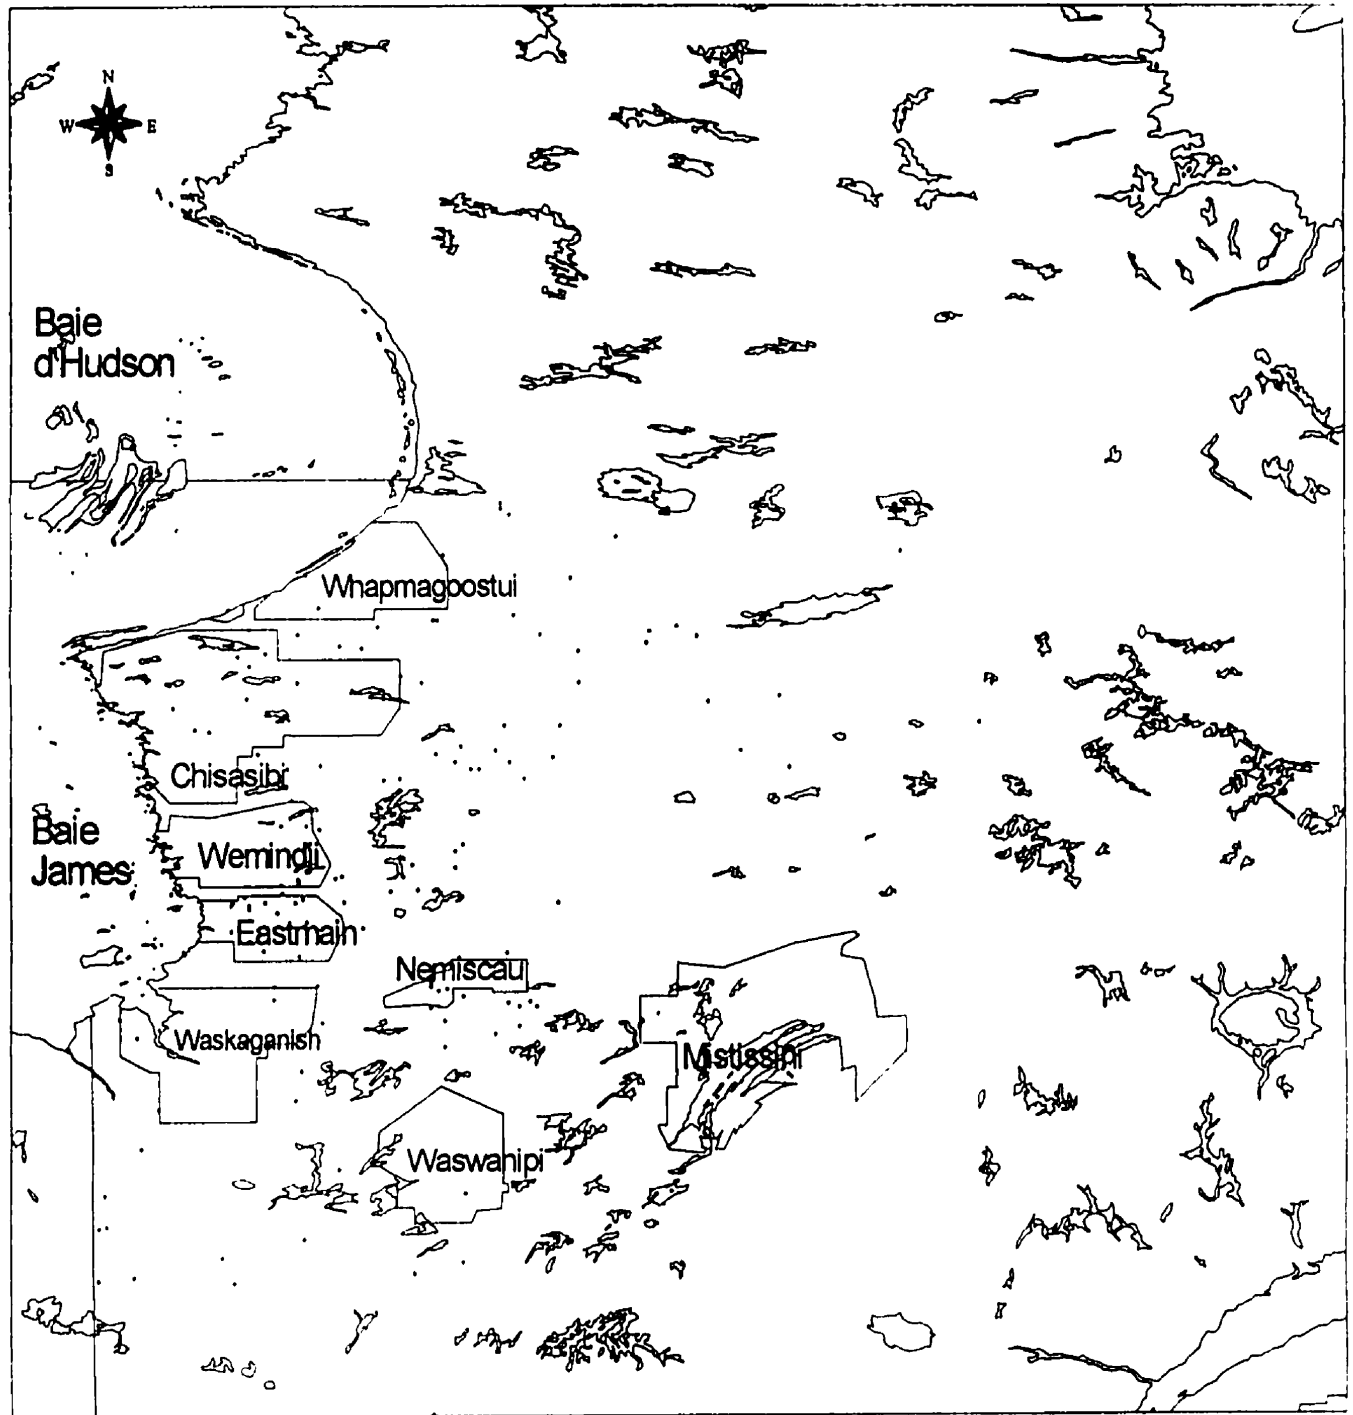 N
W E
S
Baie
d'Hudson
Whapmagoostui
Chisasibi
Baie
James
Wemindji
Eastmain
Nemiscau
Waskaganish
Mistissini
Waswanipi